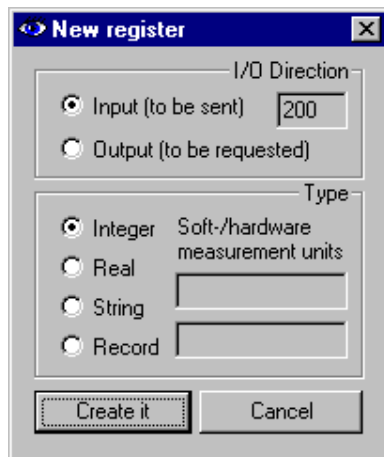 New register
I/O Direction
Input (to be sent) 200
Output (to be requested)
Type
Integer Soft-/hardware
measurement units
Real
String
Record
Create it Cancel